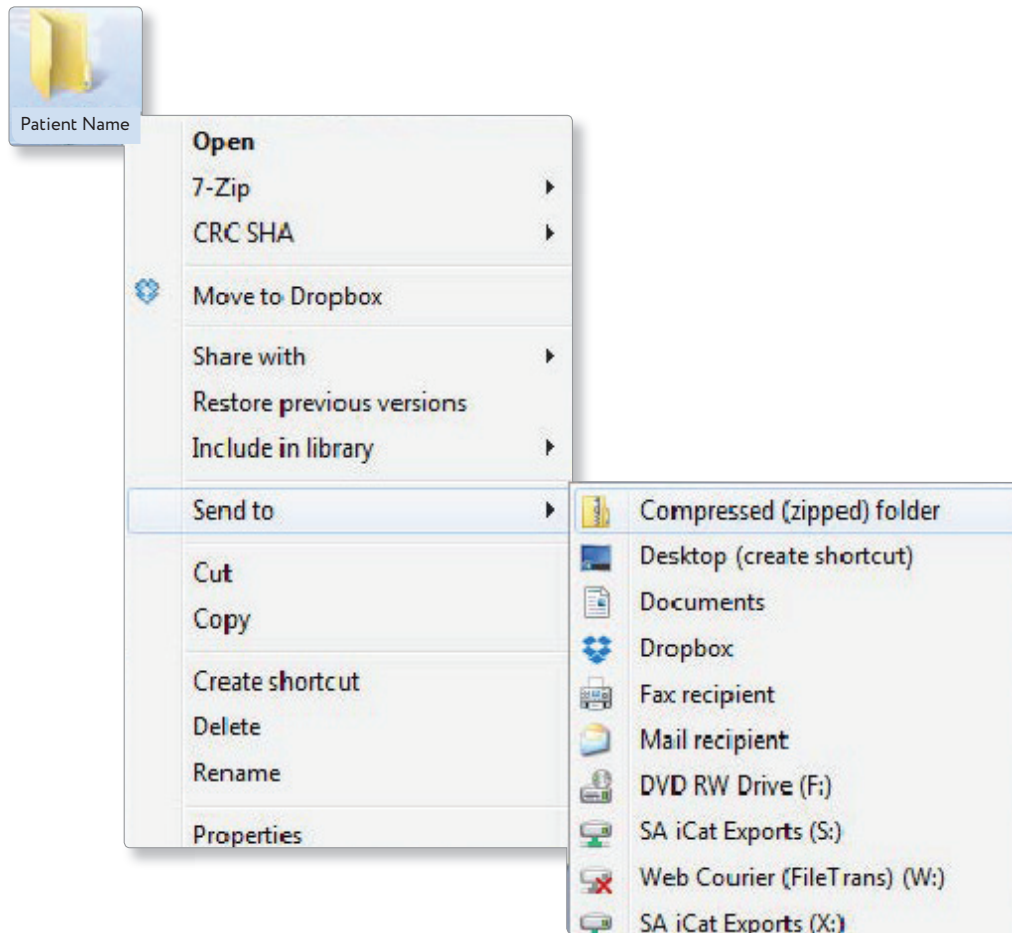 Patient Name
Open
7-Zip
CRC SHA
Move to Dropbox
Share with
Restore previous versions
Include in library
Send to
Cut
Copy
Create shortcut
Delete
Rename
Properties
Compressed (zipped) folder
Desktop (create shortcut)
Documents
Dropbox
Fax recipient
Mail recipient
DVD RW Drive (F:)
SA iCat Exports (S:)
Web Courier (FileTrans) (W:)
SA iCat Exports (X:)